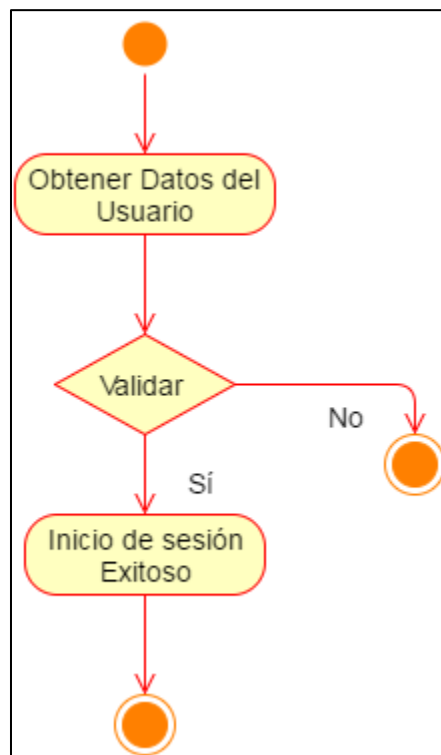 Obtener Datos del
Usuario
Validar
No
Sí
Inicio de sesión
Exitoso